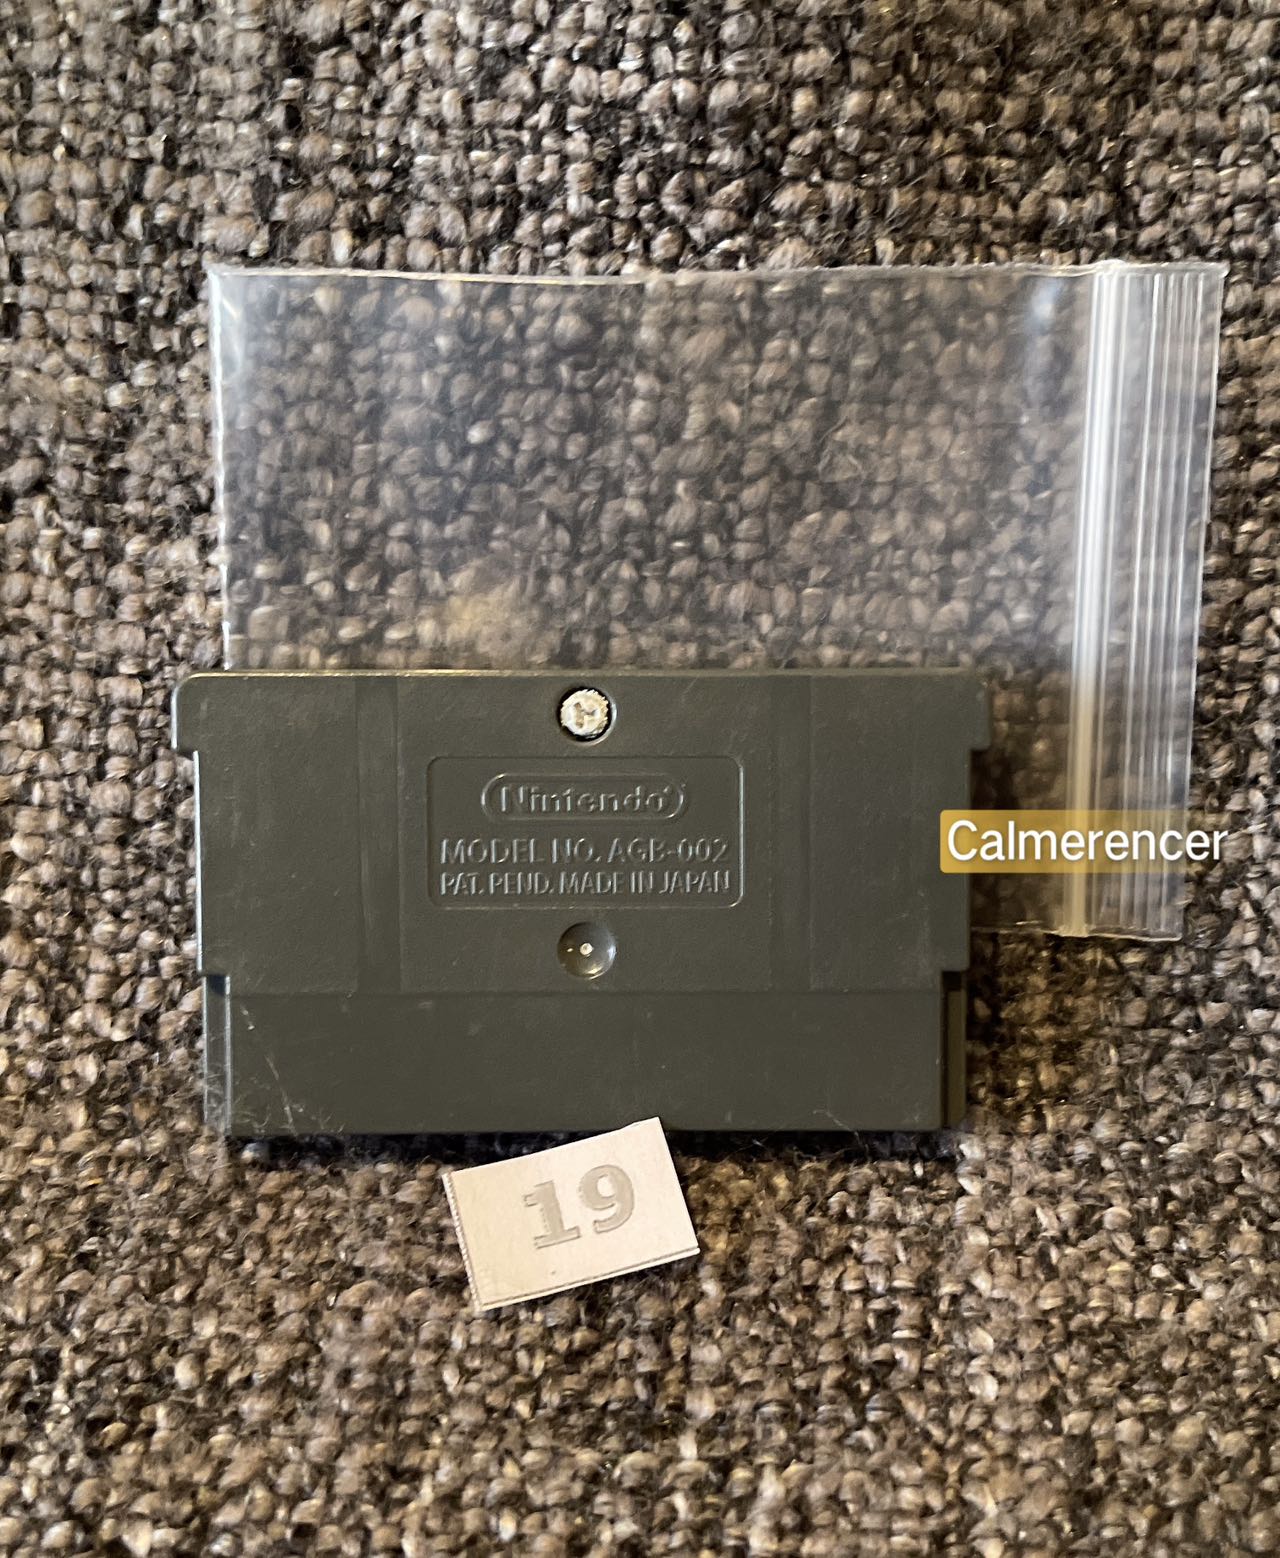 Nintendo®
MODEL NO. AGB-002
PAT. PEND. MADE IN JAPAN
Calmerencer
19